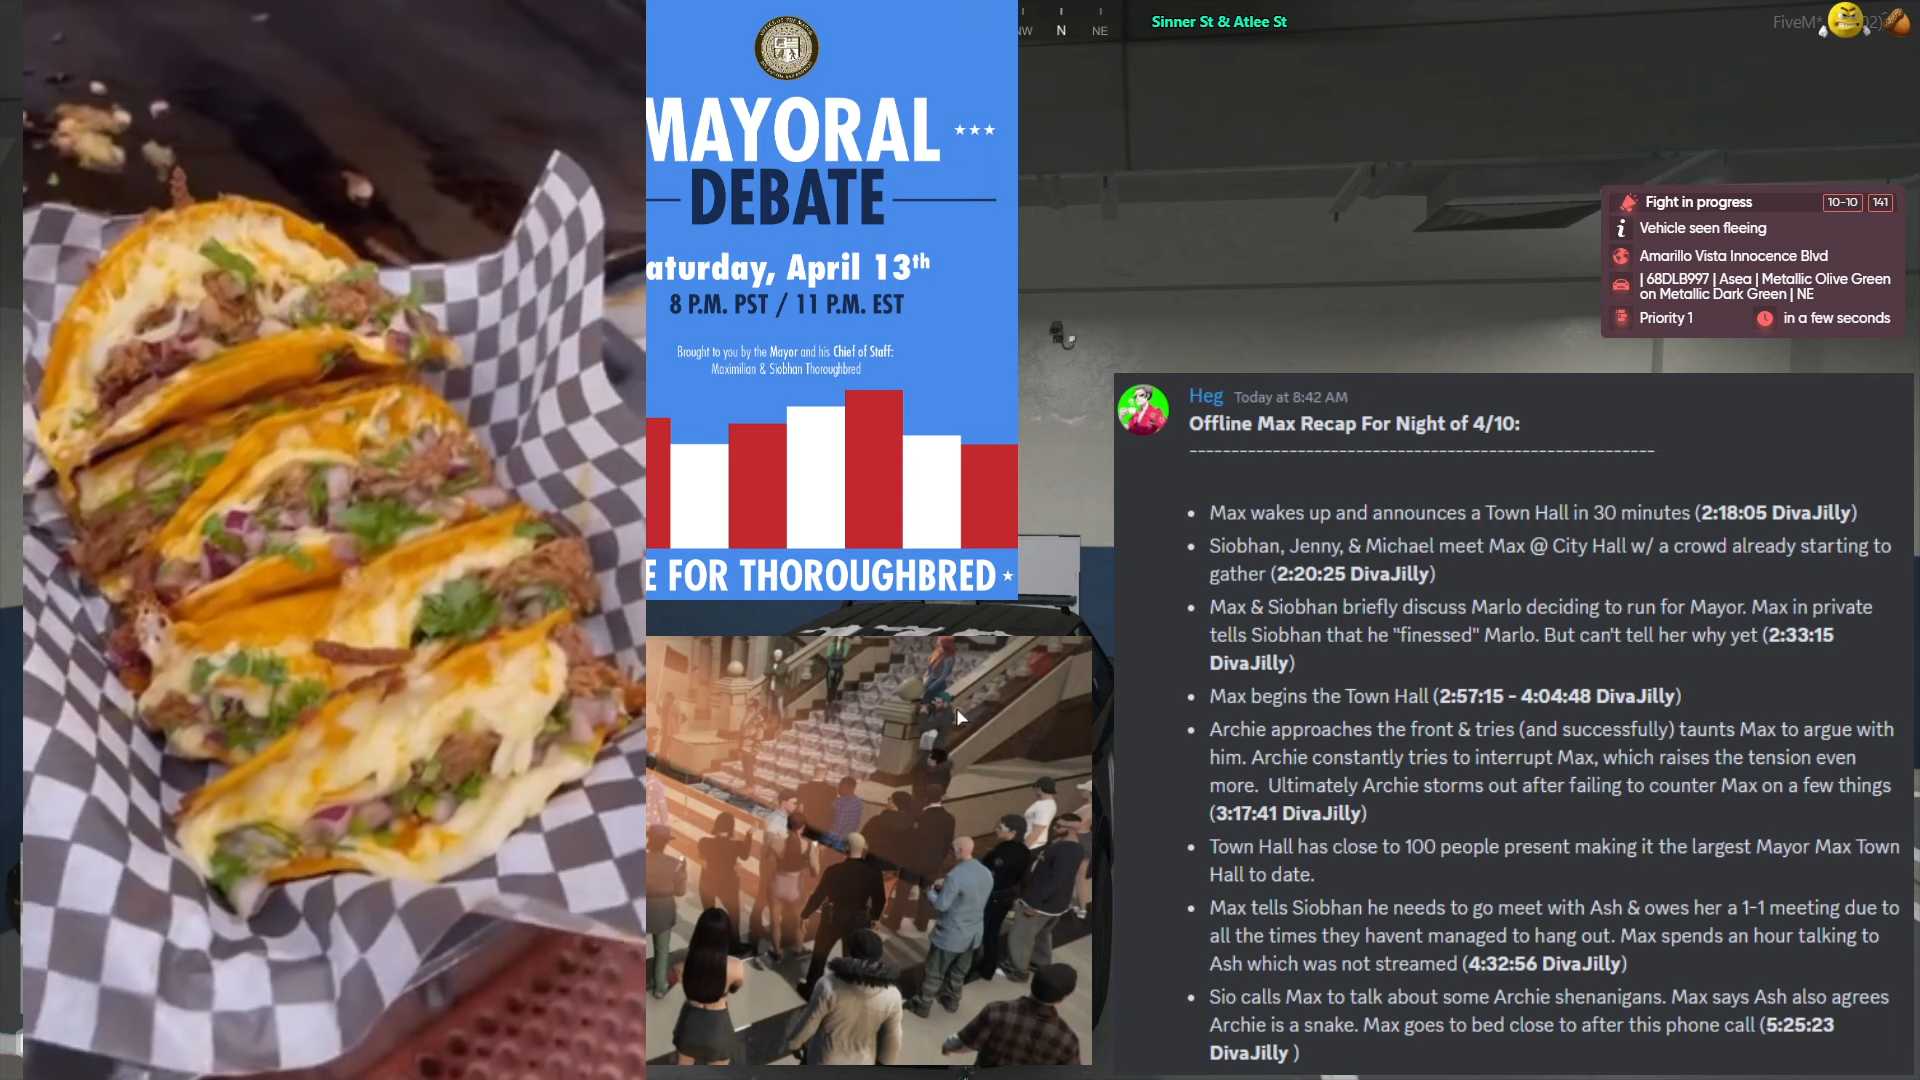 MAYORAL
DEBATE
aturday, April 13th
8 P.M. PST / 11 P.M. EST
Brought to you by the Mayor and his Chief of Staff:
Maximilian & Siobhan Thoroughbred
E FOR THOROUGHBRED
NW N NE
Sinner St & Atlee St
FiveM*
Fight in progress 10-10 141
Vehicle seen fleeing
Amarillo Vista Innocence Blvd
| 68DLB997 | Asea | Metallic Olive Green
on Metallic Dark Green | NE
Priority 1 in a few seconds
Heg Today at 8:42 AM
Offline Max Recap For Night of 4/10:
--------------------------------------------------------
• Max wakes up and announces a Town Hall in 30 minutes (2:18:05 DivaJilly)
• Siobhan, Jenny, & Michael meet Max @ City Hall w/ a crowd already starting to
gather (2:20:25 DivaJilly)
• Max & Siobhan briefly discuss Marlo deciding to run for Mayor. Max in private
tells Siobhan that he "finessed" Marlo. But can't tell her why yet (2:33:15
DivaJilly)
• Max begins the Town Hall (2:57:15 - 4:04:48 DivaJilly)
• Archie approaches the front & tries (and successfully) taunts Max to argue with
him. Archie constantly tries to interrupt Max, which raises the tension even
more.  Ultimately Archie storms out after failing to counter Max on a few things
(3:17:41 DivaJilly)
• Town Hall has close to 100 people present making it the largest Mayor Max Town
Hall to date.
• Max tells Siobhan he needs to go meet with Ash & owes her a 1-1 meeting due to
all the times they havent managed to hang out. Max spends an hour talking to
Ash which was not streamed (4:32:56 DivaJilly)
• Sio calls Max to talk about some Archie shenanigans. Max says Ash also agrees
Archie is a snake. Max goes to bed close to after this phone call (5:25:23
DivaJilly )